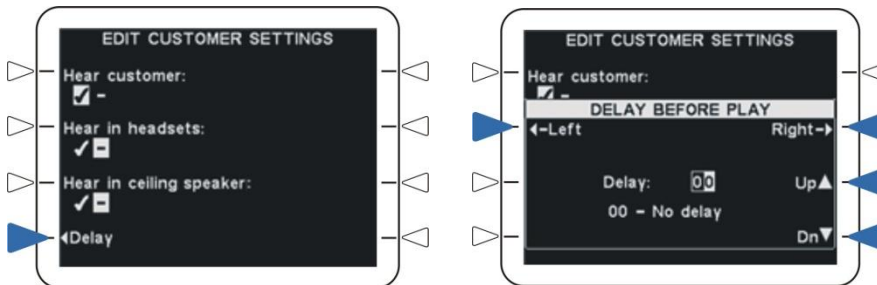 EDIT CUSTOMER SETTINGS
Hear customer:
✓ -
Hear in headsets:
✓ -
Hear in ceiling speaker:
✓ -
◀Delay
EDIT CUSTOMER SETTINGS
Hear customer:
✓ -
DELAY BEFORE PLAY
◀-Left Right-▶
Delay: 00 Up▲
00 - No delay
Dn▼